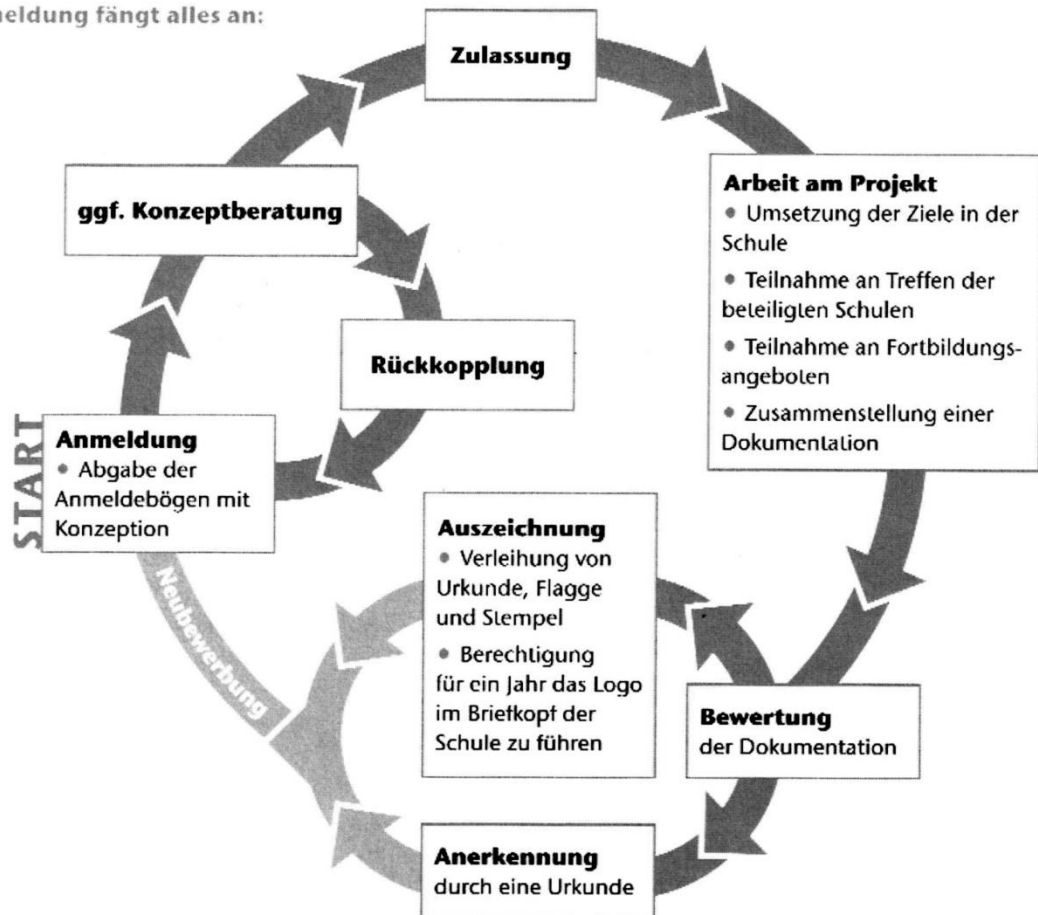 meldung fängt alles an:
Zulassung
ggf. Konzeptberatung
Rückkopplung
Arbeit am Projekt
• Umsetzung der Ziele in der
Schule
• Teilnahme an Treffen der
beteiligten Schulen
• Teilnahme an Fortbildungs-
angeboten
• Zusammenstellung einer
Dokumentation
START
Anmeldung
• Abgabe der
Anmeldebögen mit
Konzeption
Neubewerbung
Auszeichnung
• Verleihung von
Urkunde, Flagge
und Stempel
• Berechtigung
für ein Jahr das Logo
im Briefkopf der
Schule zu führen
Bewertung
der Dokumentation
Anerkennung
durch eine Urkunde